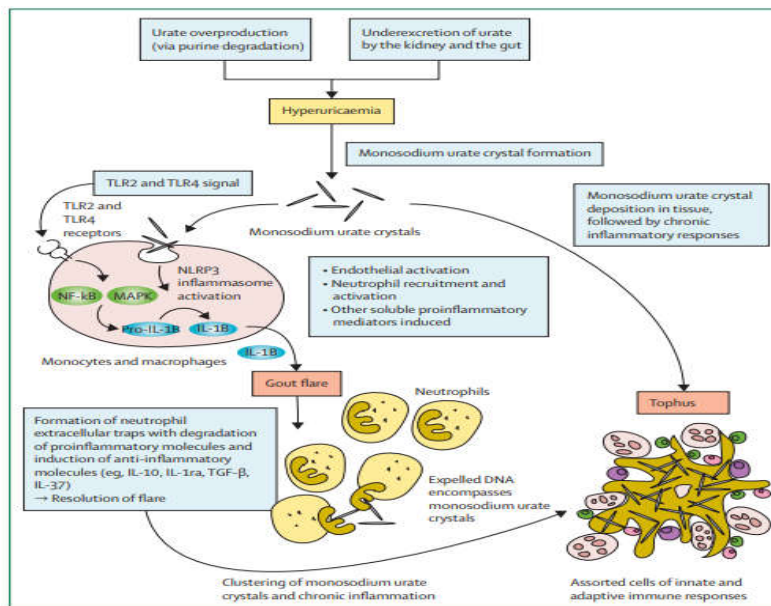 Urate overproduction
(via purine degradation)
Underexcretion of urate
by the kidney and the gut
Hyperuricaemia
Monosodium urate crystal formation
TLR2 and TLR4 signal
TLR2 and
TLR4
receptors
Monosodium urate crystals
Monosodium urate crystal
deposition in tissue,
followed by chronic
inflammatory responses
NLRP3
inflammasome
activation
NF-kB
MAPK
Pro-IL-1B
IL-1B
IL-1B
Monocytes and macrophages
• Endothelial activation
• Neutrophil recruitment and
activation
• Other soluble proinflammatory
mediators induced
Gout flare
Neutrophils
Tophus
Formation of neutrophil
extracellular traps with degradation
of proinflammatory molecules and
induction of anti-inflammatory
molecules (eg, IL-10, IL-1ra, TGF-β,
IL-37)
→ Resolution of flare
Expelled DNA
encompasses
monosodium urate
crystals
Clustering of monosodium urate
crystals and chronic inflammation
Assorted cells of innate and
adaptive immune responses